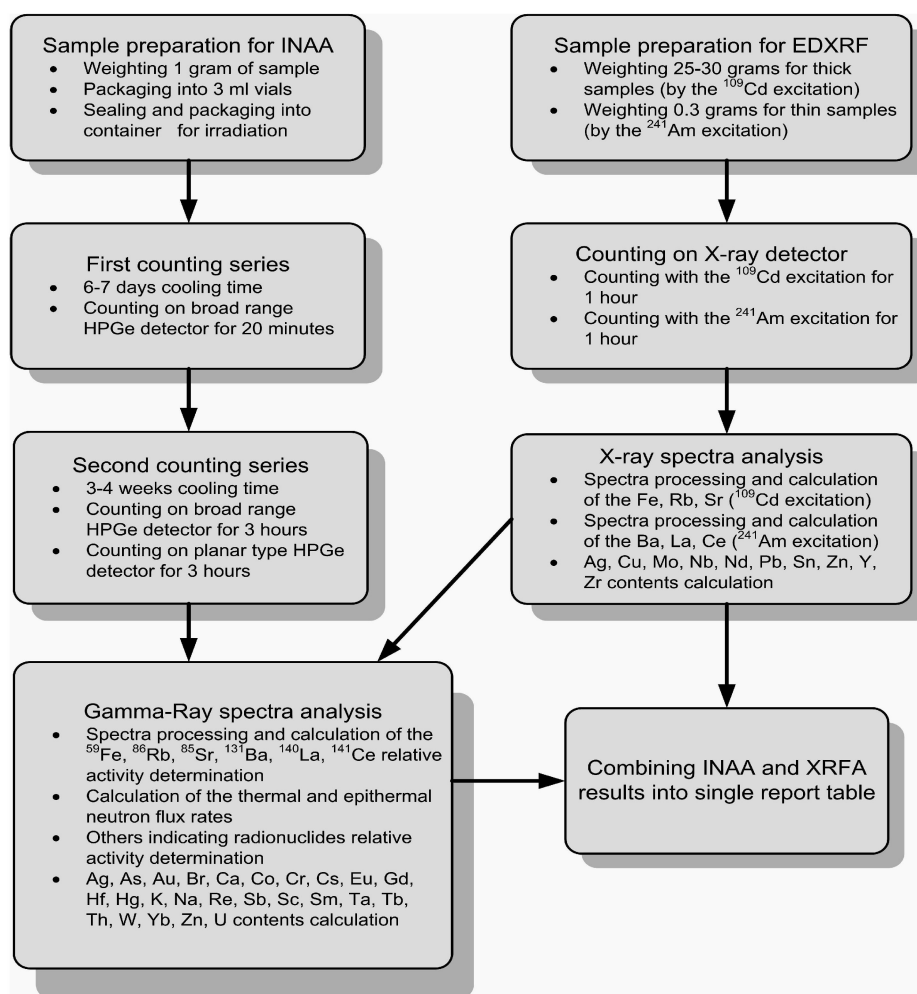 Sample preparation for INAA
• Weighting 1 gram of sample
• Packaging into 3 ml vials
• Sealing and packaging into
container for irradiation
First counting series
• 6-7 days cooling time
• Counting on broad range
HPGe detector for 20 minutes
Second counting series
• 3-4 weeks cooling time
• Counting on broad range
HPGe detector for 3 hours
• Counting on planar type HPGe
detector for 3 hours
Gamma-Ray spectra analysis
• Spectra processing and calculation of the
⁵⁹Fe, ⁸⁶Rb, ⁸⁵Sr, ¹³¹Ba, ¹⁴⁰La, ¹⁴¹Ce relative
activity determination
• Calculation of the thermal and epithermal
neutron flux rates
• Others indicating radionuclides relative
activity determination
• Ag, As, Au, Br, Ca, Co, Cr, Cs, Eu, Gd,
Hf, Hg, K, Na, Re, Sb, Sc, Sm, Ta, Tb,
Th, W, Yb, Zn, U contents calculation
Sample preparation for EDXRF
• Weighting 25-30 grams for thick
samples (by the ¹⁰⁹Cd excitation)
• Weighting 0.3 grams for thin samples
(by the ²⁴¹Am excitation)
Counting on X-ray detector
• Counting with the ¹⁰⁹Cd excitation for
1 hour
• Counting with the ²⁴¹Am excitation for
1 hour
X-ray spectra analysis
• Spectra processing and calculation
of the Fe, Rb, Sr (¹⁰⁹Cd excitation)
• Spectra processing and calculation
of the Ba, La, Ce (²⁴¹Am excitation)
• Ag, Cu, Mo, Nb, Nd, Pb, Sn, Zn, Y,
Zr contents calculation
Combining INAA and XRFA
results into single report table